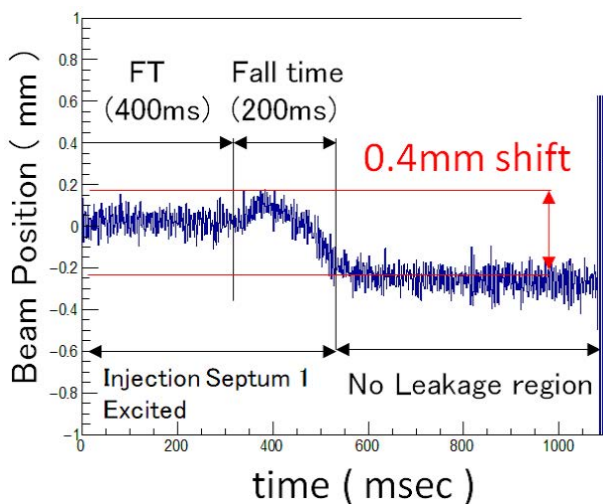 1
0.8
0.6
0.4
0.2
0
-0.2
-0.4
-0.6
-0.8
-1
Beam Position ( mm )
FT
(400ms)
Fall time
(200ms)
0.4mm shift
Injection Septum 1
Excited
No Leakage region
0
200
400
600
800
1000
time ( msec )